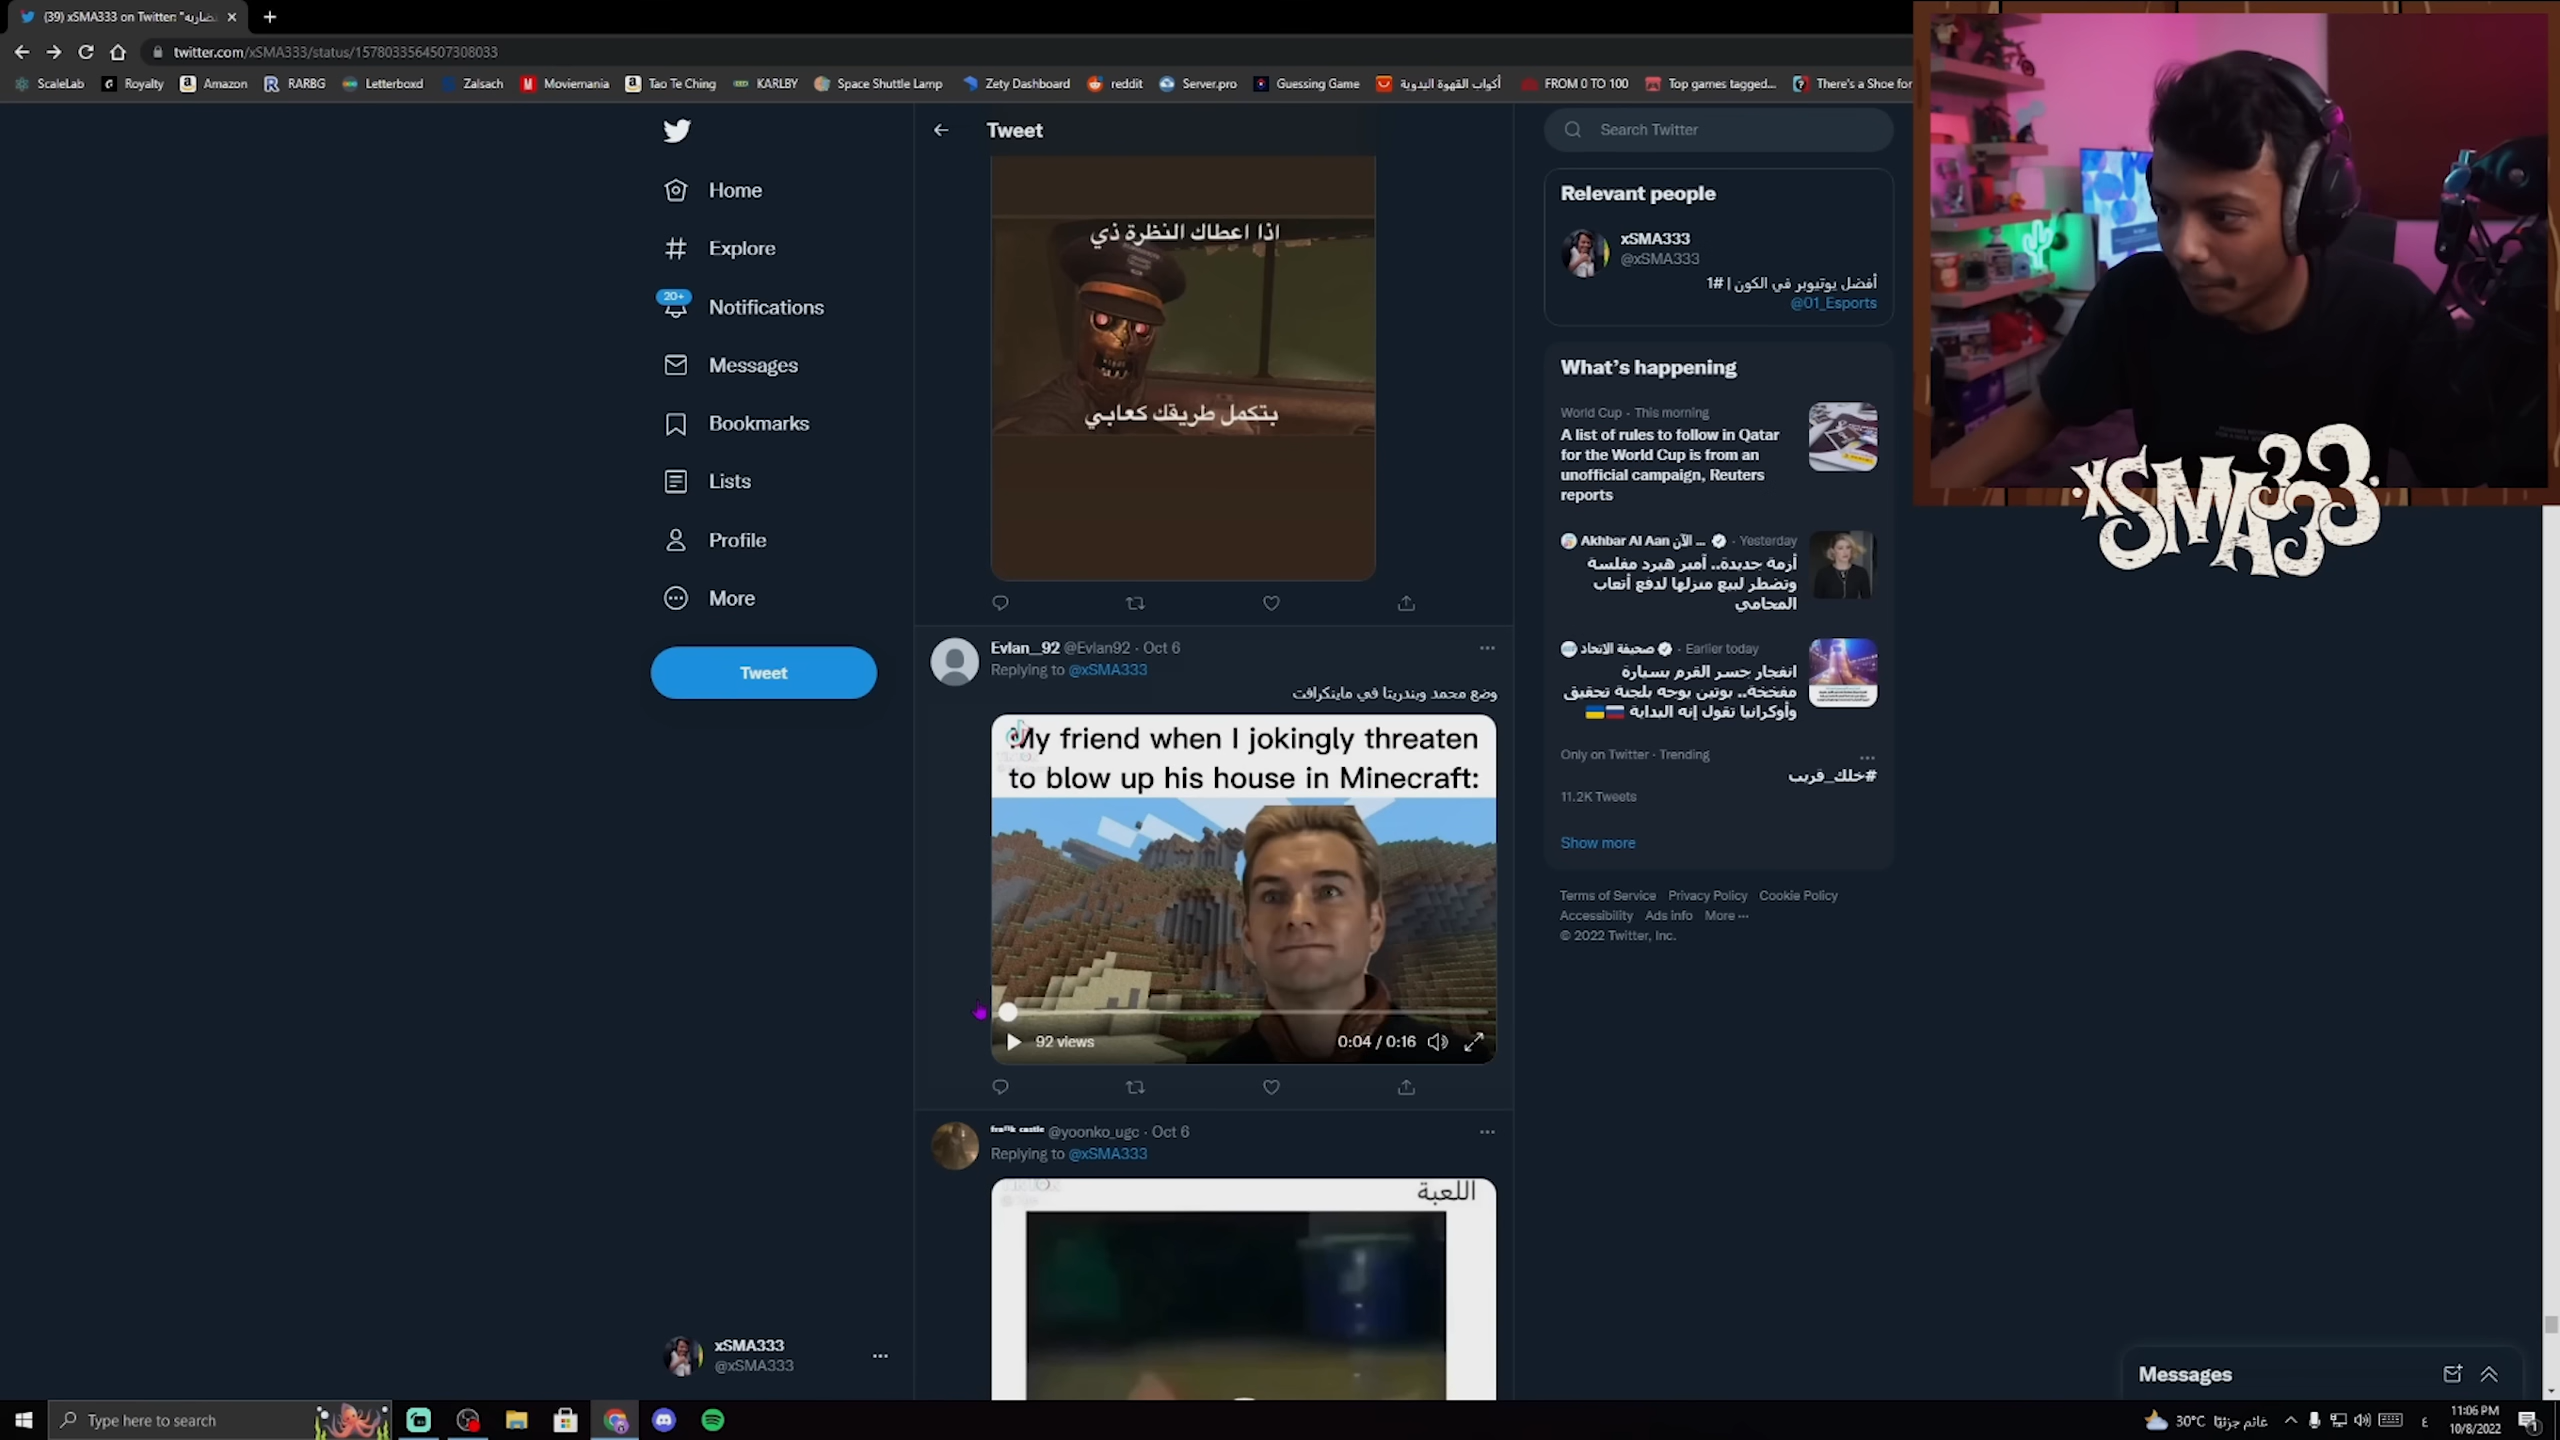 (39) xSMA333 on Twitter: "
twitter.com/xSMA333/status/1578033564507308033
ScaleLab
Royalty
Amazon
RARBG
Letterboxd
Zalsach
Moviemania
Tao Te Ching
KARLBY
Space Shuttle Lamp
Zety Dashboard
reddit
Server.pro
Guessing Game
أكواب القهوة البدوية
FROM 0 TO 100
Top games tagged...
There's a Shoe for
Home
Explore
20+
Notifications
Messages
Bookmarks
Lists
Profile
More
Tweet
xSMA333
@xSMA333
Tweet
اذا اعطاك النظرة ذي
بتكمل طريقك كعابي
Evlan__92 @Evlan92 · Oct 6
Replying to @xSMA333
وضع محمد وبندريتا في ماينكرافت
My friend when I jokingly threaten
to blow up his house in Minecraft:
92 views
0:04 / 0:16
@yoonko_ugc · Oct 6
Replying to @xSMA333
اللعبة
Search Twitter
Relevant people
xSMA333
@xSMA333
أفضل يوتيوبر في الكون | #1
@01_Esports
What's happening
World Cup · This morning
A list of rules to follow in Qatar
for the World Cup is from an
unofficial campaign, Reuters
reports
Akhbar Al Aan الآن ... · Yesterday
أزمة جديدة.. آمبر هيرد مفلسة
وتضطر لبيع منزلها لدفع أتعاب
المحامي
صحيفة الاتحاد · Earlier today
انفجار جسر القرم بسيارة
مفخخة.. بوتين يوجه بلجنة تحقيق
وأوكرانيا تقول إنه البداية
Only on Twitter · Trending
#خلك_قريب
11.2K Tweets
Show more
Terms of Service Privacy Policy Cookie Policy
Accessibility Ads info More ...
© 2022 Twitter, Inc.
xSMA333
Messages
Type here to search
30°C غائم جزئيًا
ع
11:06 PM
10/8/2022
1